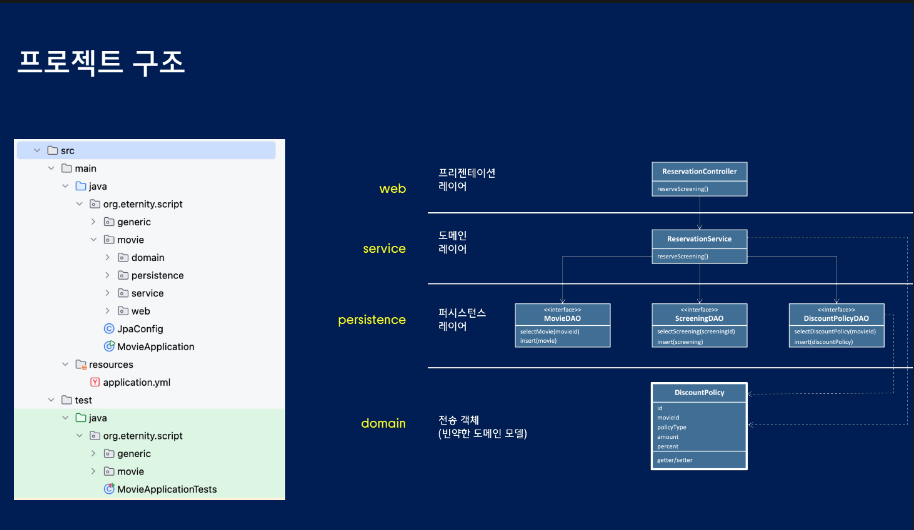 프로젝트 구조
src
main
java
org.eternity.script
generic
movie
domain
persistence
service
web
JpaConfig
MovieApplication
resources
application.yml
test
java
org.eternity.script
generic
movie
MovieApplicationTests
web
프리젠테이션
레이어
ReservationController
reserveScreening()
service
도메인
레이어
ReservationService
reserveScreening()
persistence
퍼시스턴스
레이어
<<interface>>
MovieDAO
selectMovie(movieId)
insert(movie)
<<interface>>
ScreeningDAO
selectScreening(screeningId)
insert(screening)
<<interface>>
DiscountPolicyDAO
selectDiscountPolicy(movieId)
insert(discountPolicy)
domain
전송 객체
(빈약한 도메인 모델)
DiscountPolicy
id
movieId
policyType
amount
percent
getter/setter